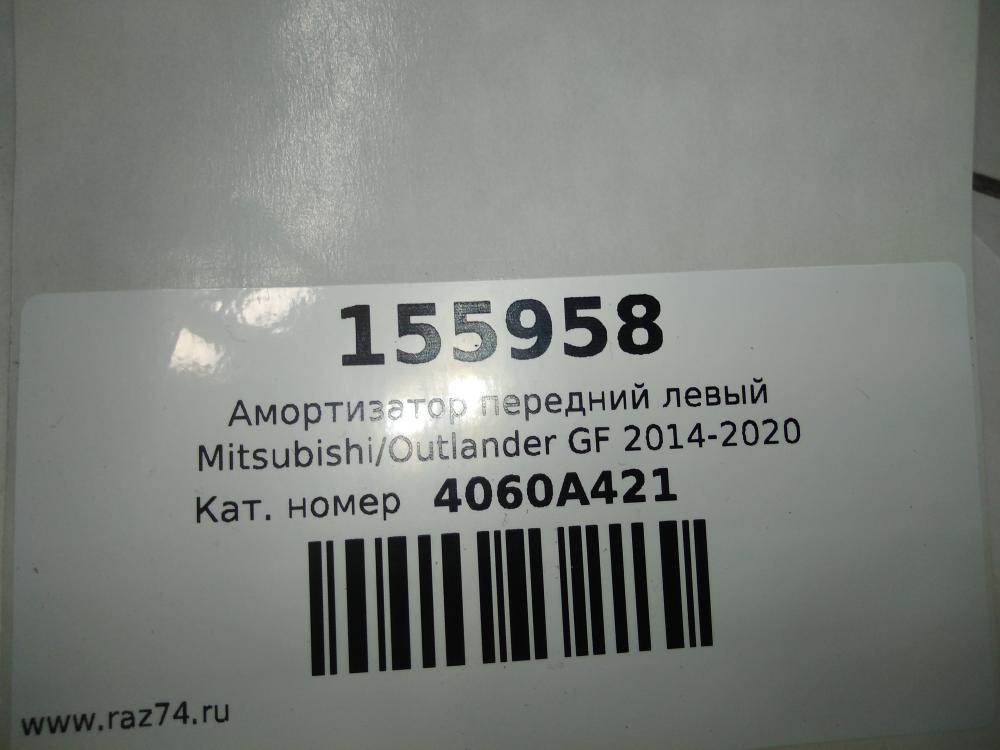 155958
Амортизатор передний левый
Mitsubishi/Outlander GF 2014-2020
Кат. номер 4060A421
www.raz74.ru